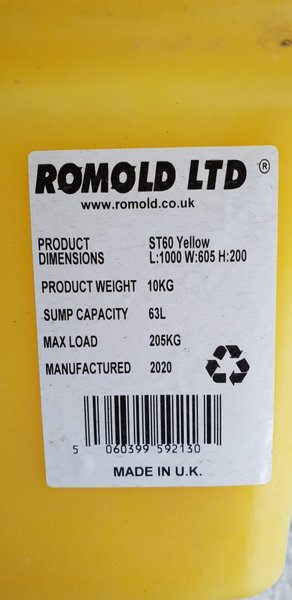 ROMOLD LTD ®
www.romold.co.uk
PRODUCT ST60 Yellow
DIMENSIONS L:1000 W:605 H:200
PRODUCT WEIGHT 10KG
SUMP CAPACITY 63L
MAX LOAD 205KG
MANUFACTURED 2020
5 060399 592130
MADE IN U.K.